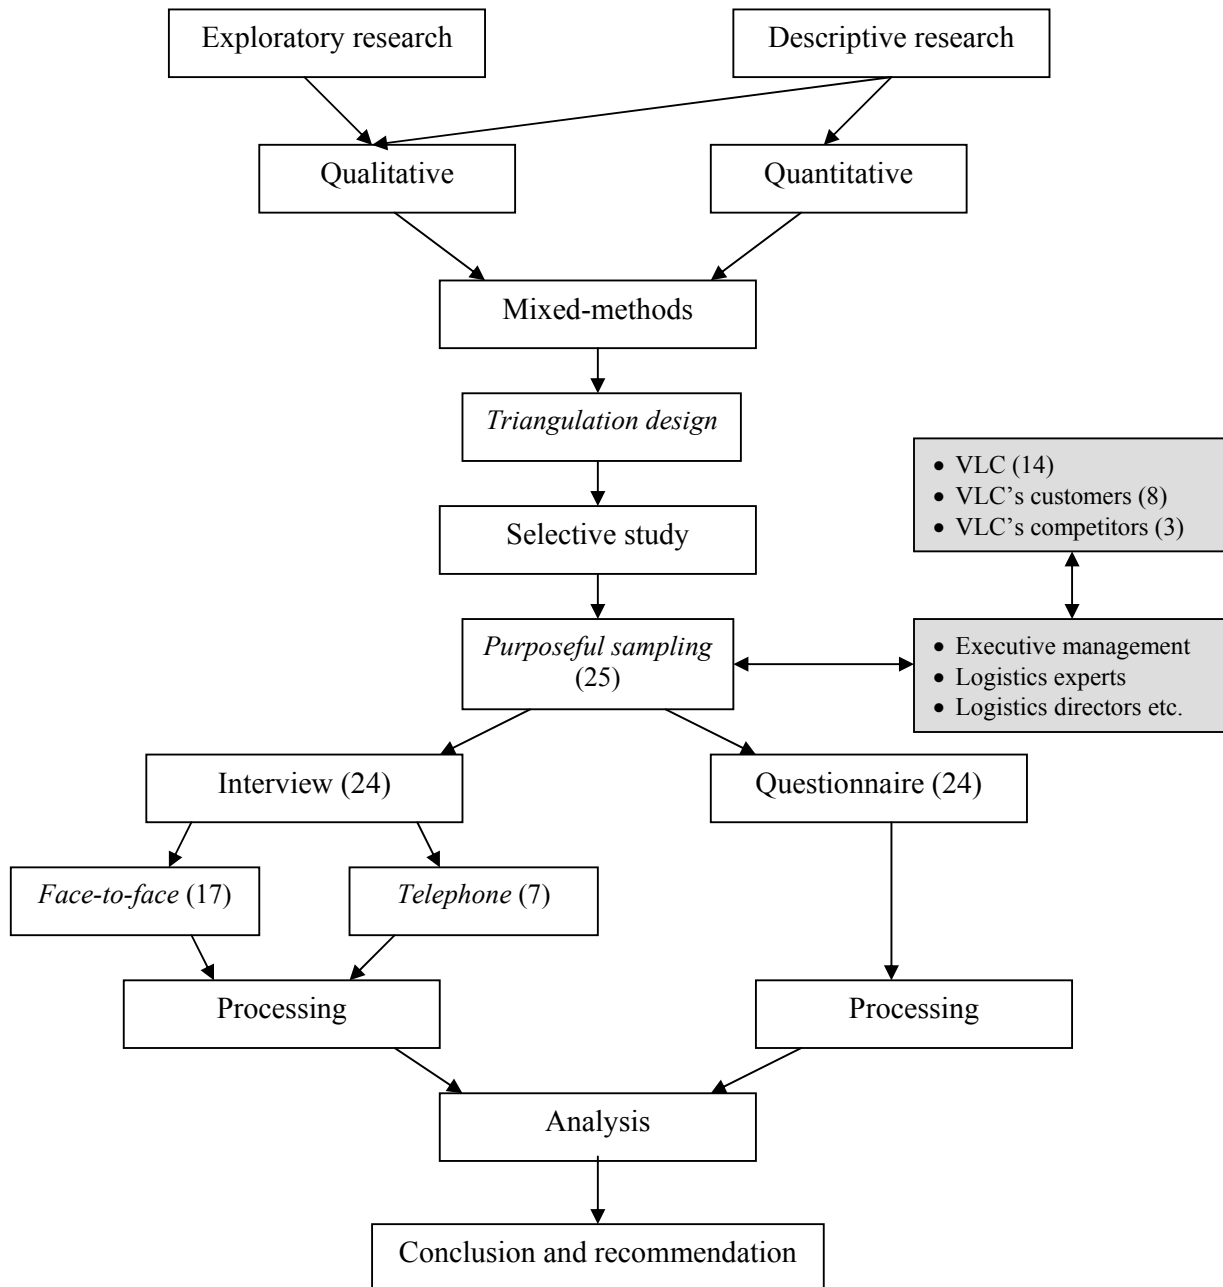 Exploratory research
Descriptive research
Qualitative
Quantitative
Mixed-methods
Triangulation design
• VLC (14)
• VLC’s customers (8)
• VLC’s competitors (3)
Selective study
Purposeful sampling
(25)
• Executive management
• Logistics experts
• Logistics directors etc.
Interview (24)
Questionnaire (24)
Face-to-face (17)
Telephone (7)
Processing
Processing
Analysis
Conclusion and recommendation